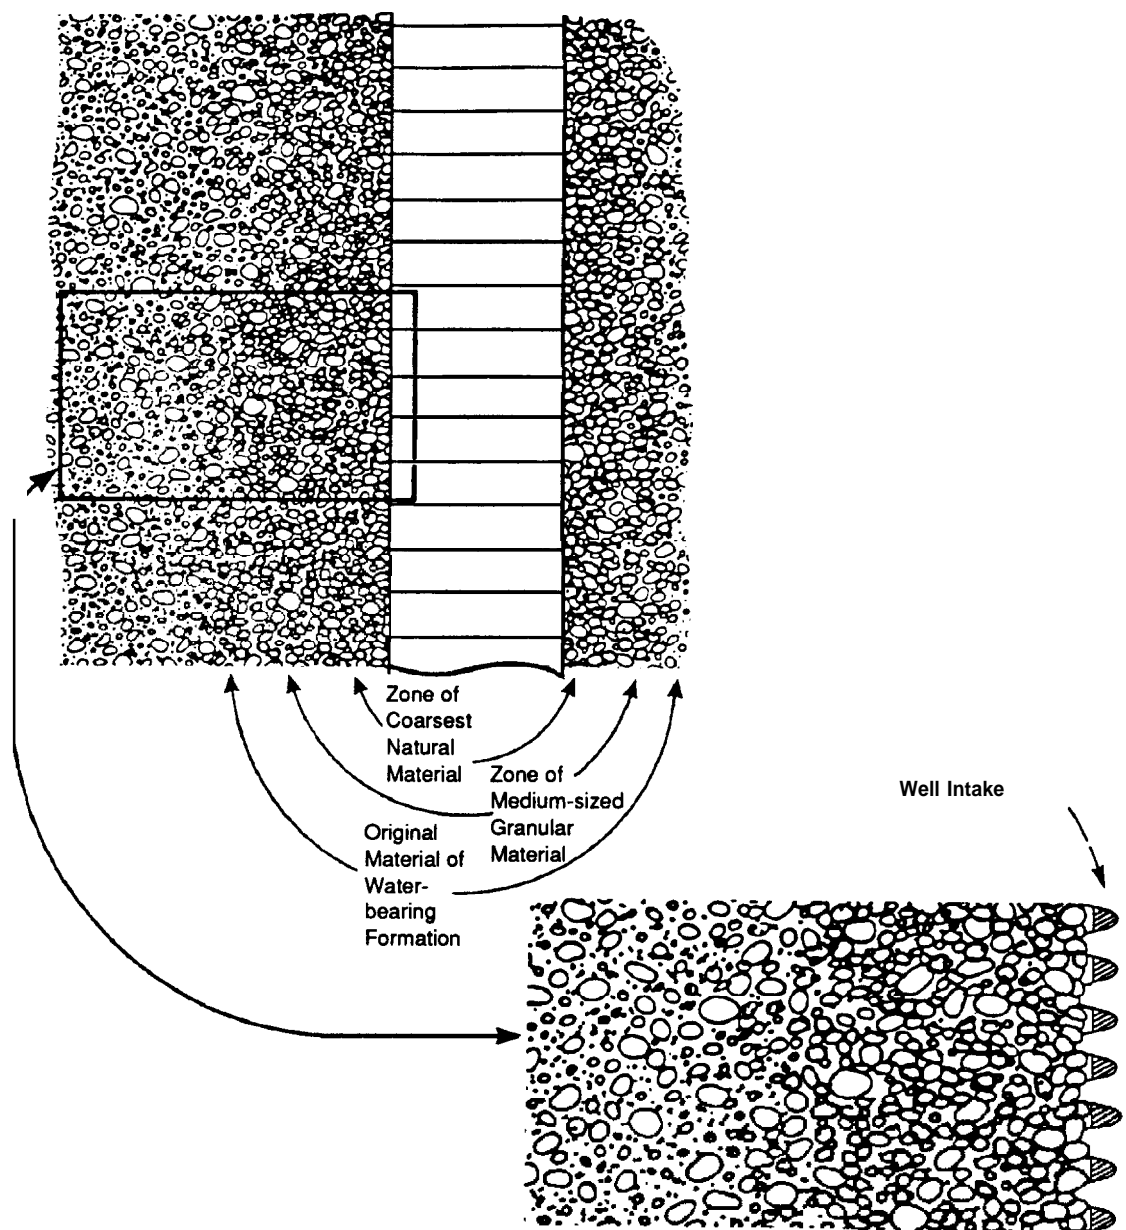 Zone of
Coarsest
Natural
Material
Zone of
Medium-sized
Granular
Material
Original
Material of
Water-
bearing
Formation
Well Intake